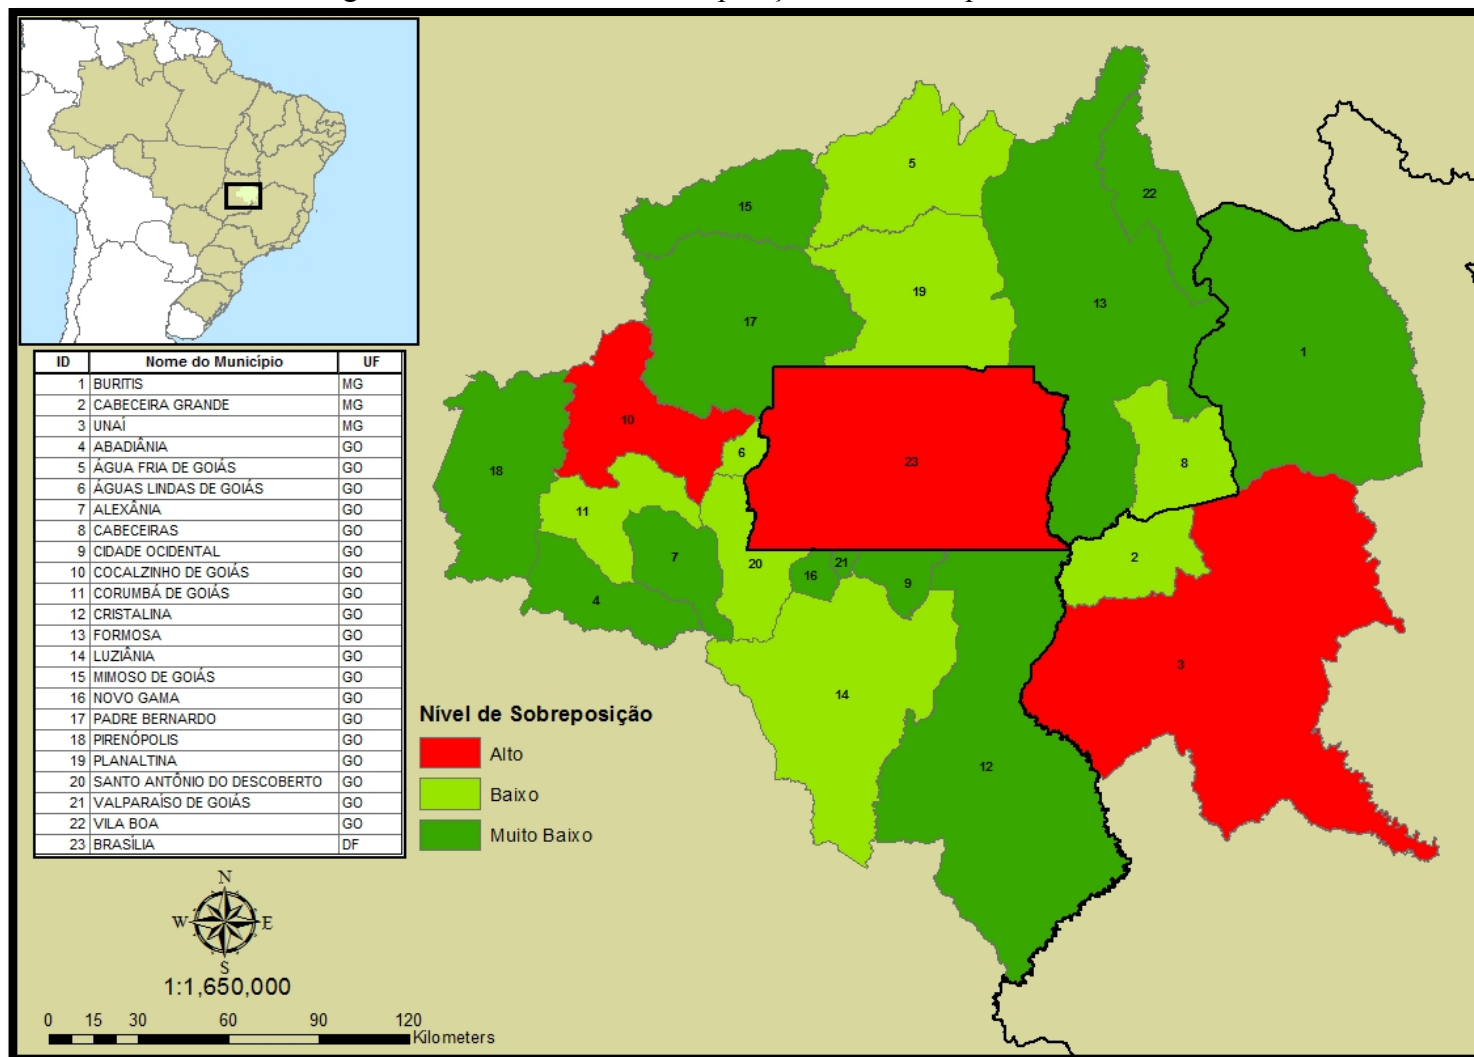 ID Nome do Município UF
1 BURITIS MG
2 CABECEIRA GRANDE MG
3 UNAÍ MG
4 ABADIÂNIA GO
5 ÁGUA FRIA DE GOIÁS GO
6 ÁGUAS LINDAS DE GOIÁS GO
7 ALEXÂNIA GO
8 CABECEIRAS GO
9 CIDADE OCIDENTAL GO
10 COCALZINHO DE GOIÁS GO
11 CORUMBÁ DE GOIÁS GO
12 CRISTALINA GO
13 FORMOSA GO
14 LUZIÂNIA GO
15 MIMOSO DE GOIÁS GO
16 NOVO GAMA GO
17 PADRE BERNARDO GO
18 PIRENÓPOLIS GO
19 PLANALTINA GO
20 SANTO ANTÔNIO DO DESCOBERTO GO
21 VALPARAÍSO DE GOIÁS GO
22 VILA BOA GO
23 BRASÍLIA DF
N
W E
S
1:1,650,000
0 15 30 60 90 120
Kilometers
Nível de Sobreposição
Alto
Baixo
Muito Baixo
5
15
22
19
13
17
1
10
6
23
8
18
11
7
2
20
16
21
9
4
3
14
12